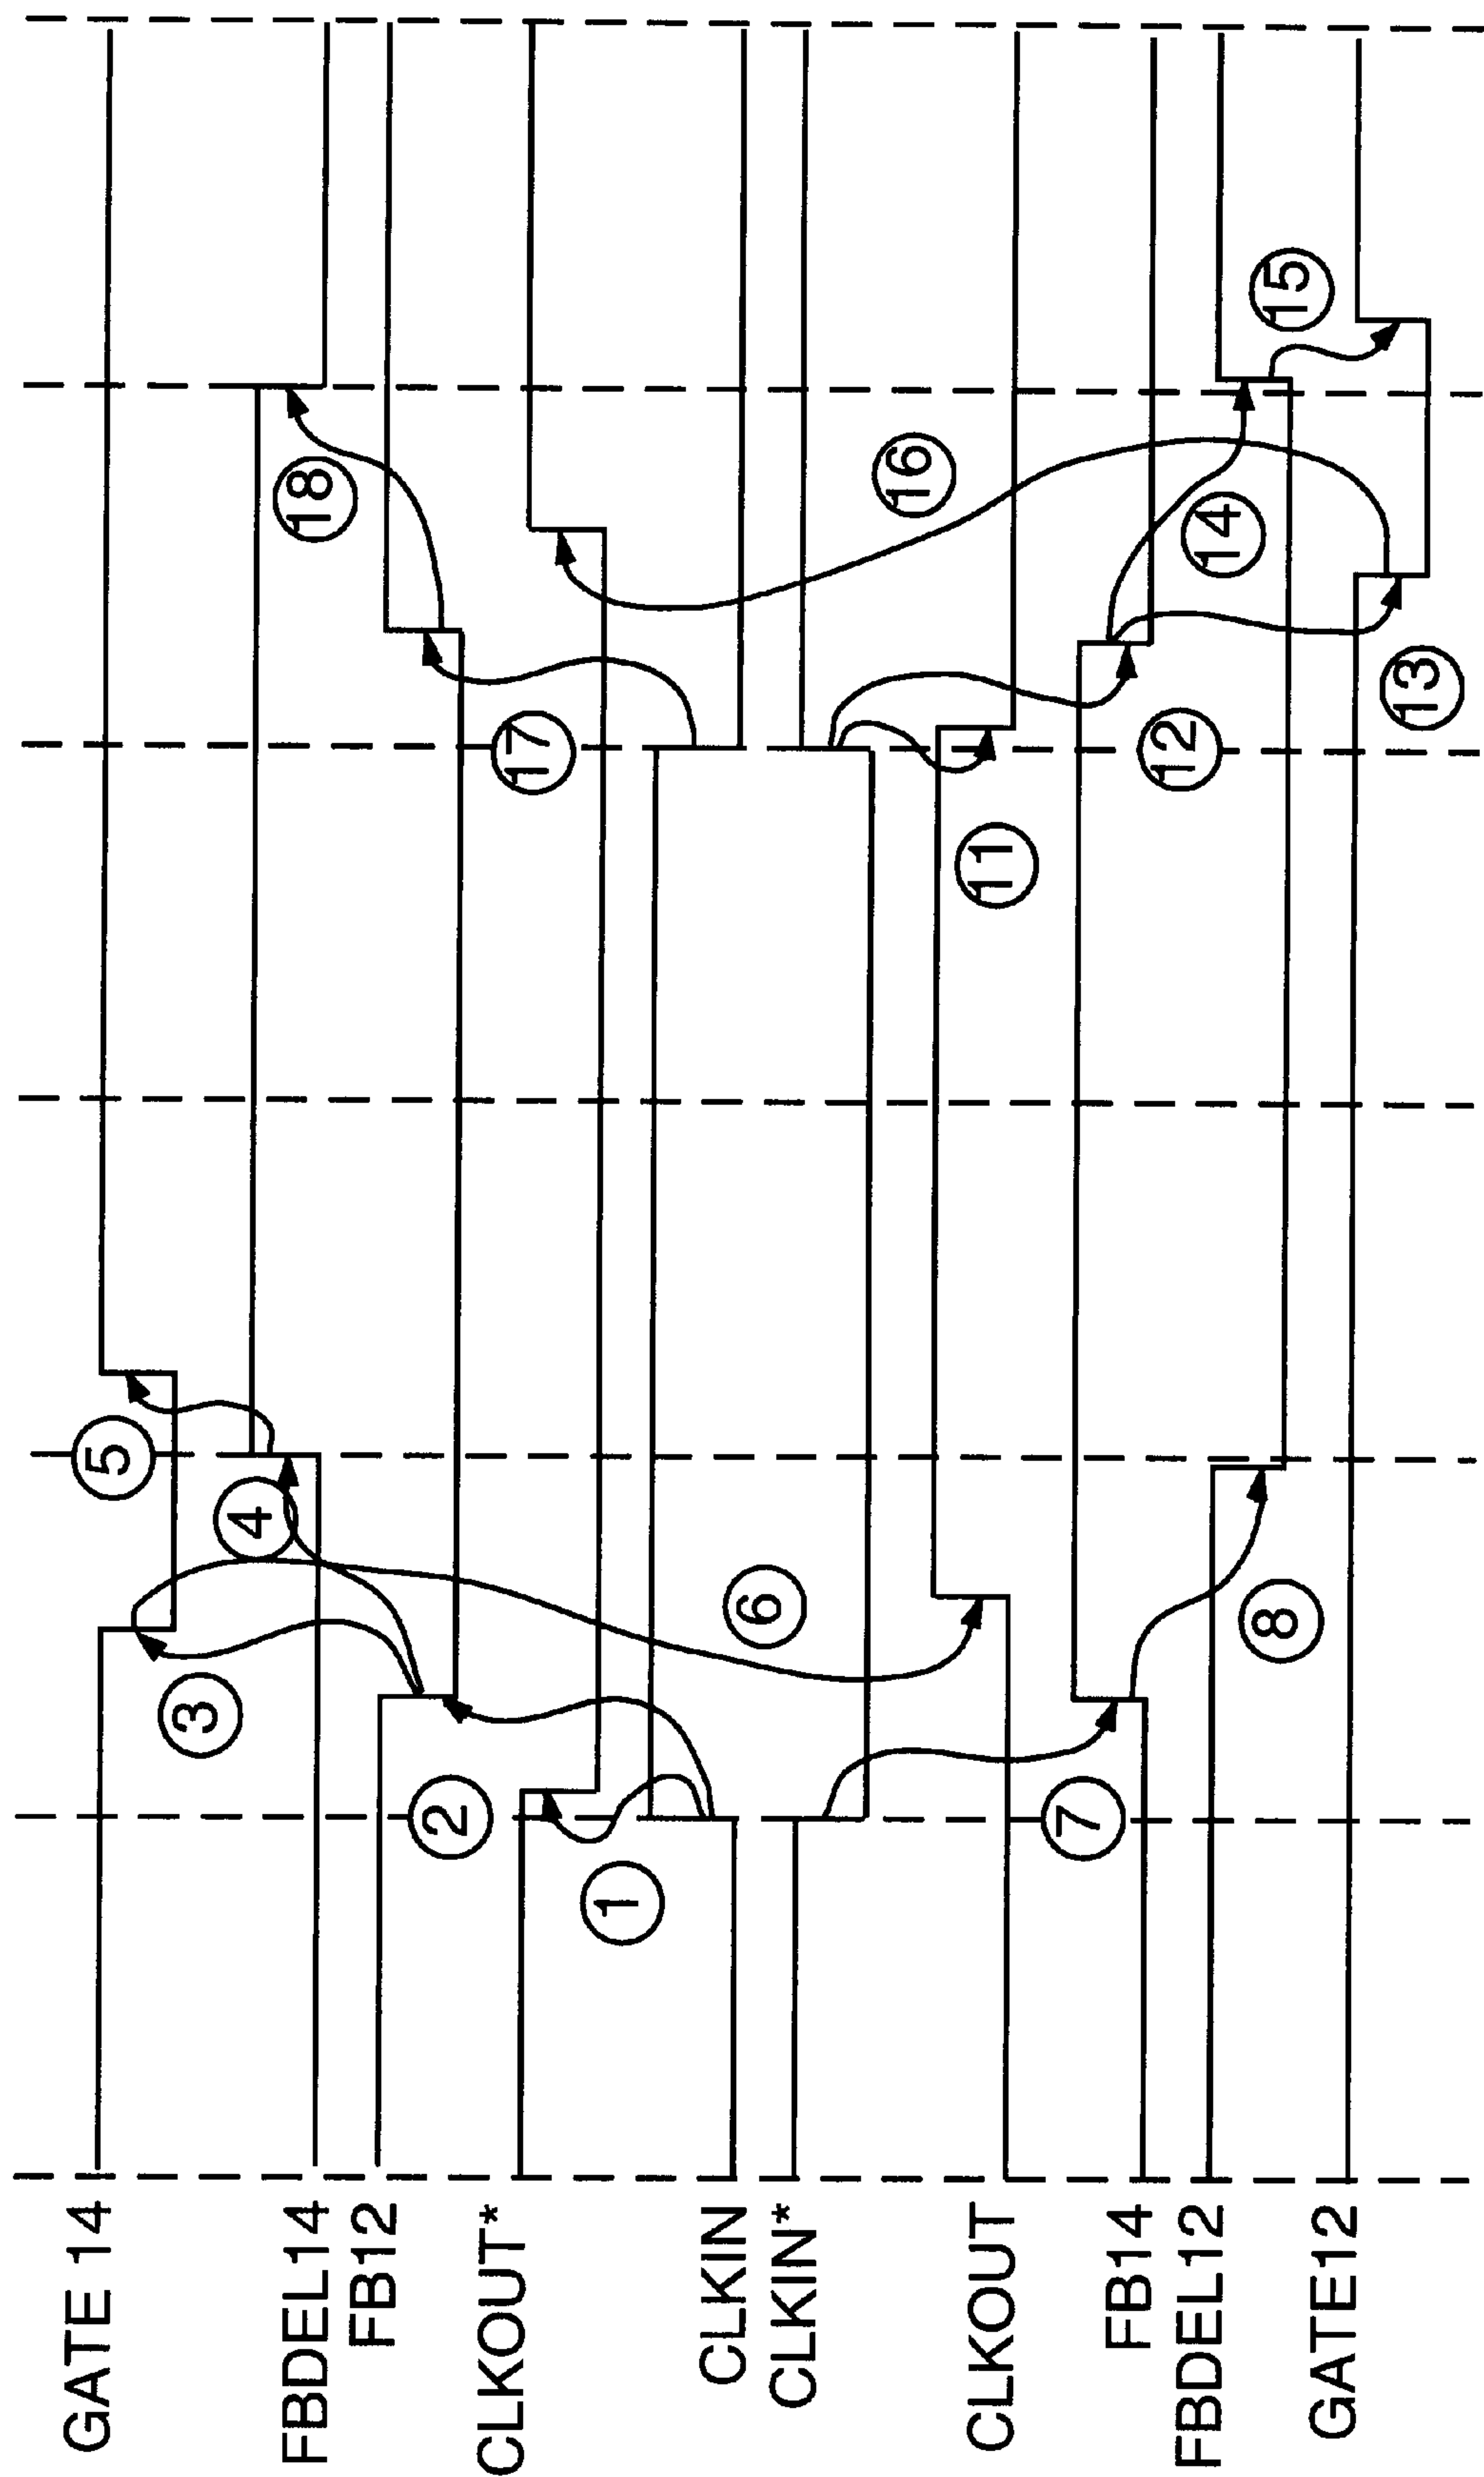 GATE 14
FBDEL14
FB12
CLKOUT*
CLKIN
CLKIN*
CLKOUT
FB14
FBDEL12
GATE12
1
2
3
4
5
6
7
8
11
12
13
14
15
16
17
18